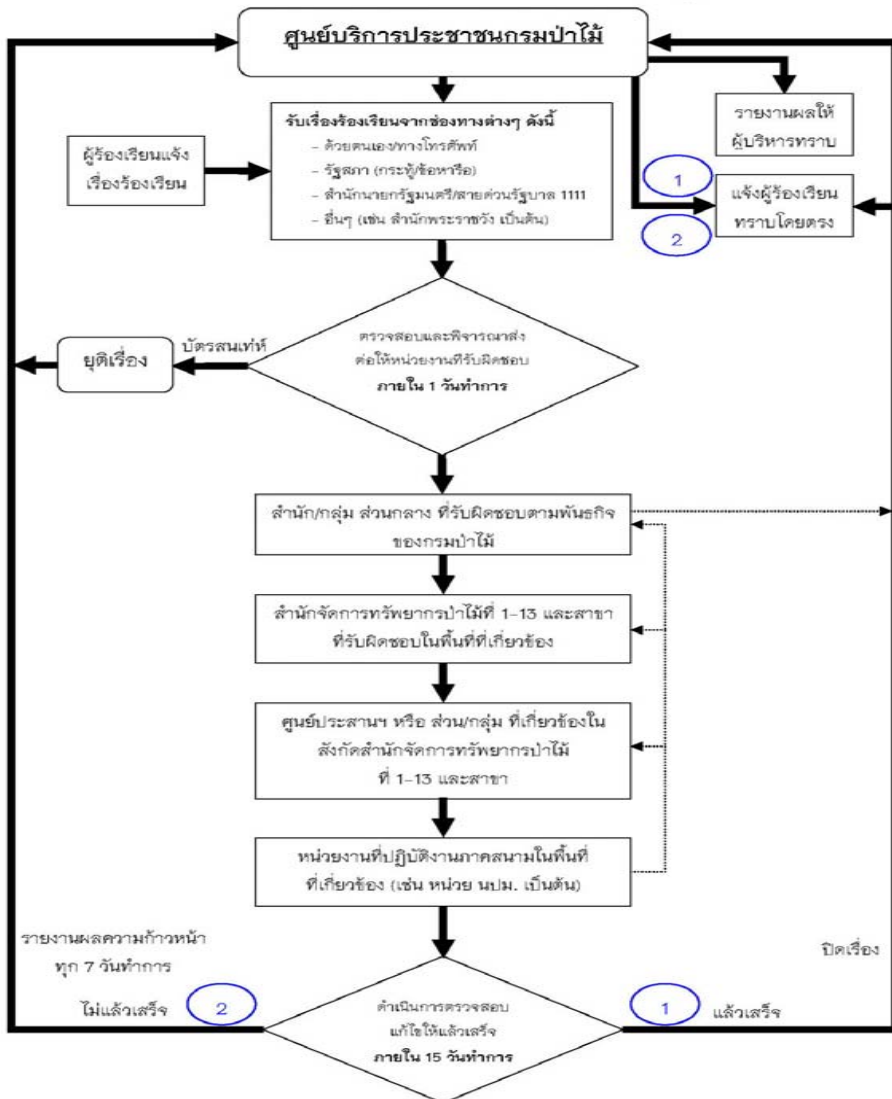 ศูนย์บริการประชาชนกรมป่าไม้
รับเรื่องร้องเรียนจากช่องทางต่างๆ ดังนี้
- ด้วยตนเอง/ทางโทรศัพท์
- รัฐสภา (กระทู้/ข้อหารือ)
- สำนักนายกรัฐมนตรี/สายด่วนรัฐบาล 1111
- อื่นๆ (เช่น สำนักพระราชวัง เป็นต้น)
ผู้ร้องเรียนแจ้ง
เรื่องร้องเรียน
รายงานผลให้
ผู้บริหารทราบ
1
2
แจ้งผู้ร้องเรียน
ทราบโดยตรง
ตรวจสอบและพิจารณาส่ง
ต่อให้หน่วยงานที่รับผิดชอบ
ภายใน 1 วันทำการ
บัตรสนเท่ห์
ยุติเรื่อง
สำนัก/กลุ่ม ส่วนกลาง ที่รับผิดชอบตามพันธกิจ
ของกรมป่าไม้
สำนักจัดการทรัพยากรป่าไม้ที่ 1-13 และสาขา
ที่รับผิดชอบในพื้นที่ที่เกี่ยวข้อง
ศูนย์ประสานฯ หรือ ส่วน/กลุ่ม ที่เกี่ยวข้องใน
สังกัดสำนักจัดการทรัพยากรป่าไม้
ที่ 1-13 และสาขา
หน่วยงานที่ปฏิบัติงานภาคสนามในพื้นที่
ที่เกี่ยวข้อง (เช่น หน่วย นปม. เป็นต้น)
รายงานผลความก้าวหน้า
ทุก 7 วันทำการ
ไม่แล้วเสร็จ
2
ดำเนินการตรวจสอบ
แก้ไขให้แล้วเสร็จ
ภายใน 15 วันทำการ
1
แล้วเสร็จ
ปิดเรื่อง